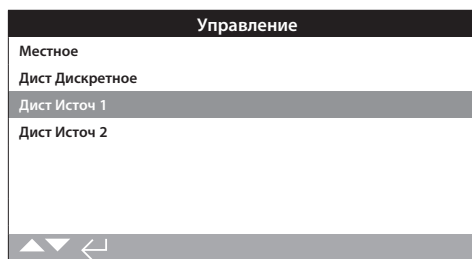 Управление
Местное
Дист Дискретное
Дист Источ 1
Дист Источ 2